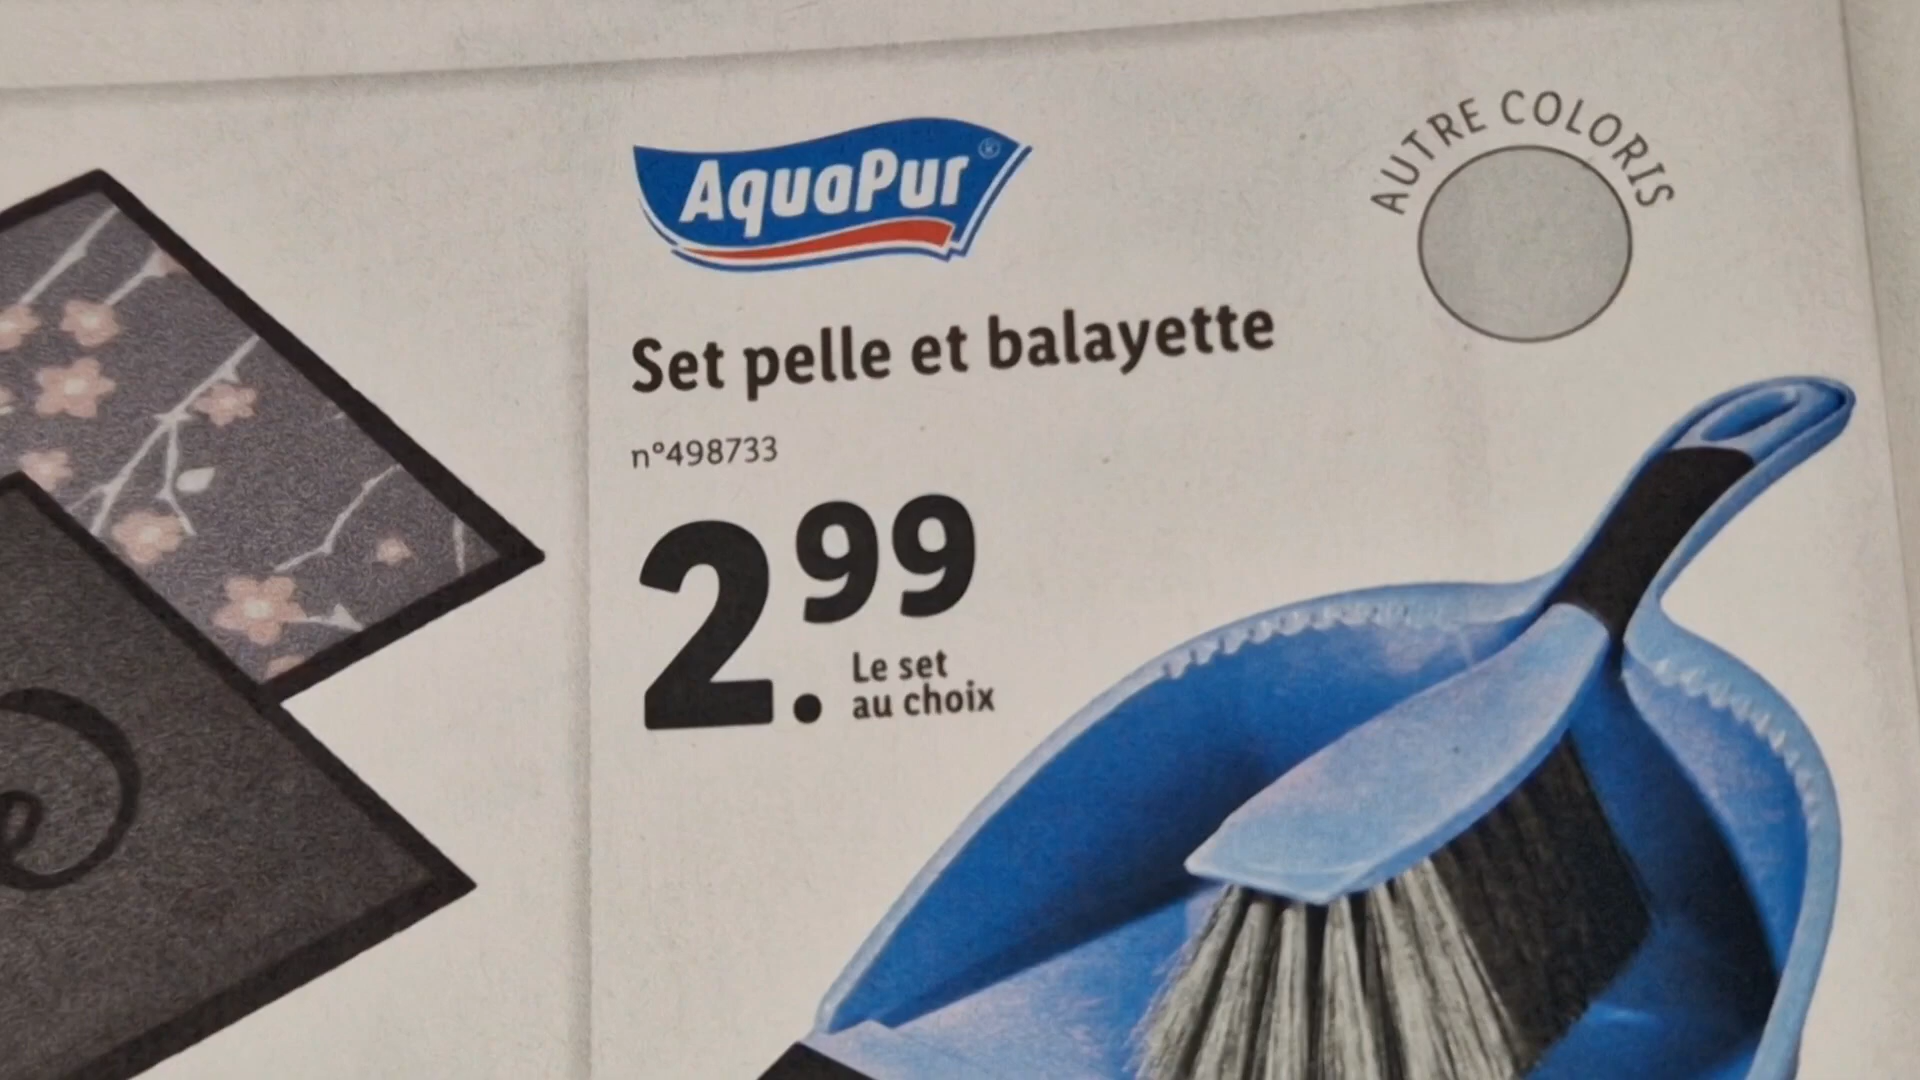 AquaPur®
AUTRE COLORIS
Set pelle et balayette
n°498733
2.99
Le set
au choix